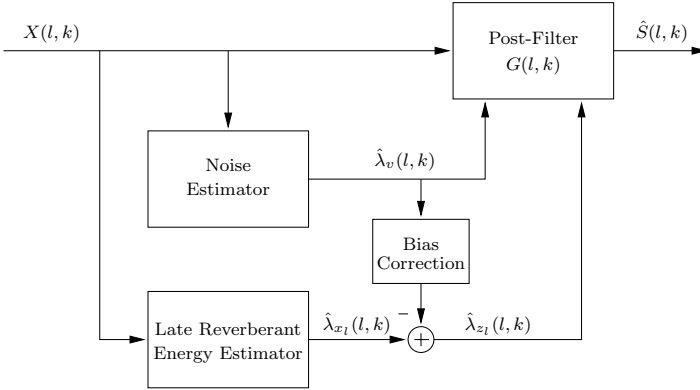 X(l, k)
Post-Filter
G(l, k)
Ŝ(l, k)
Noise
Estimator
λ̂_v(l, k)
Bias
Correction
Late Reverberant
Energy Estimator
λ̂_{x_l}(l, k)
−
+
λ̂_{z_l}(l, k)